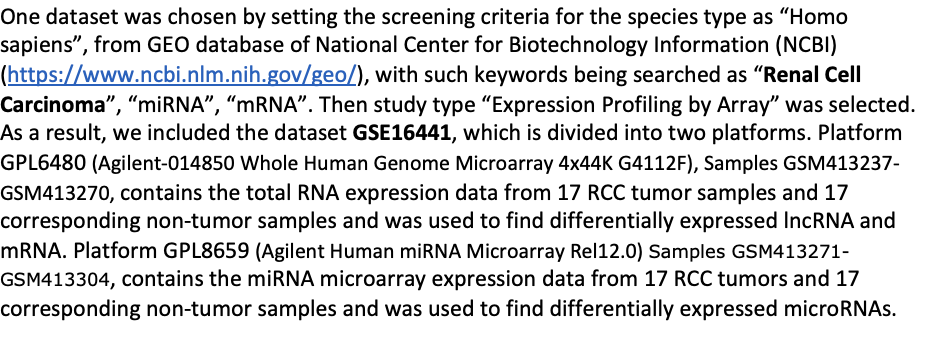 One dataset was chosen by setting the screening criteria for the species type as “Homo
sapiens”, from GEO database of National Center for Biotechnology Information (NCBI)
(https://www.ncbi.nlm.nih.gov/geo/), with such keywords being searched as “Renal Cell
Carcinoma”, “miRNA”, “mRNA”. Then study type “Expression Profiling by Array” was selected.
As a result, we included the dataset GSE16441, which is divided into two platforms. Platform
GPL6480 (Agilent-014850 Whole Human Genome Microarray 4x44K G4112F), Samples GSM413237-
GSM413270, contains the total RNA expression data from 17 RCC tumor samples and 17
corresponding non-tumor samples and was used to find differentially expressed lncRNA and
mRNA. Platform GPL8659 (Agilent Human miRNA Microarray Rel12.0) Samples GSM413271-
GSM413304, contains the miRNA microarray expression data from 17 RCC tumors and 17
corresponding non-tumor samples and was used to find differentially expressed microRNAs.